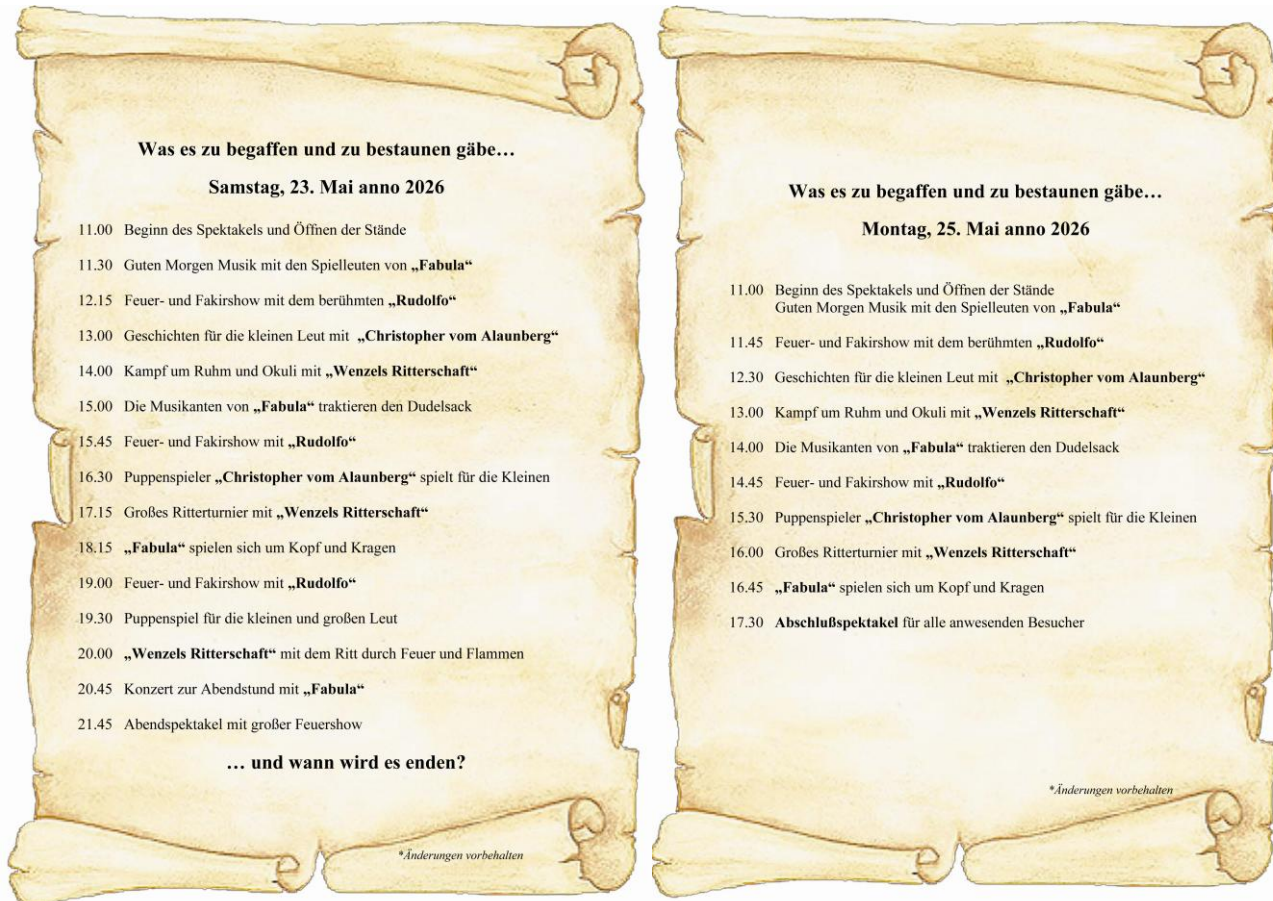 Was es zu begaffen und zu bestaunen gäbe…
Samstag, 23. Mai anno 2026
11.00 Beginn des Spektakels und Öffnen der Stände
11.30 Guten Morgen Musik mit den Spielleuten von „Fabula“
12.15 Feuer- und Fakirshow mit dem berühmten „Rudolfo“
13.00 Geschichten für die kleinen Leut mit „Christopher vom Alaunberg“
14.00 Kampf um Ruhm und Okuli mit „Wenzels Ritterschaft“
15.00 Die Musikanten von „Fabula“ traktieren den Dudelsack
15.45 Feuer- und Fakirshow mit „Rudolfo“
16.30 Puppenspieler „Christopher vom Alaunberg“ spielt für die Kleinen
17.15 Großes Ritterturnier mit „Wenzels Ritterschaft“
18.15 „Fabula“ spielen sich um Kopf und Kragen
19.00 Feuer- und Fakirshow mit „Rudolfo“
19.30 Puppenspiel für die kleinen und großen Leut
20.00 „Wenzels Ritterschaft“ mit dem Ritt durch Feuer und Flammen
20.45 Konzert zur Abendstund mit „Fabula“
21.45 Abendspektakel mit großer Feuershow
… und wann wird es enden?
*Änderungen vorbehalten
Was es zu begaffen und zu bestaunen gäbe…
Montag, 25. Mai anno 2026
11.00 Beginn des Spektakels und Öffnen der Stände
Guten Morgen Musik mit den Spielleuten von „Fabula“
11.45 Feuer- und Fakirshow mit dem berühmten „Rudolfo“
12.30 Geschichten für die kleinen Leut mit „Christopher vom Alaunberg“
13.00 Kampf um Ruhm und Okuli mit „Wenzels Ritterschaft“
14.00 Die Musikanten von „Fabula“ traktieren den Dudelsack
14.45 Feuer- und Fakirshow mit „Rudolfo“
15.30 Puppenspieler „Christopher vom Alaunberg“ spielt für die Kleinen
16.00 Großes Ritterturnier mit „Wenzels Ritterschaft“
16.45 „Fabula“ spielen sich um Kopf und Kragen
17.30 Abschlußspektakel für alle anwesenden Besucher
*Änderungen vorbehalten